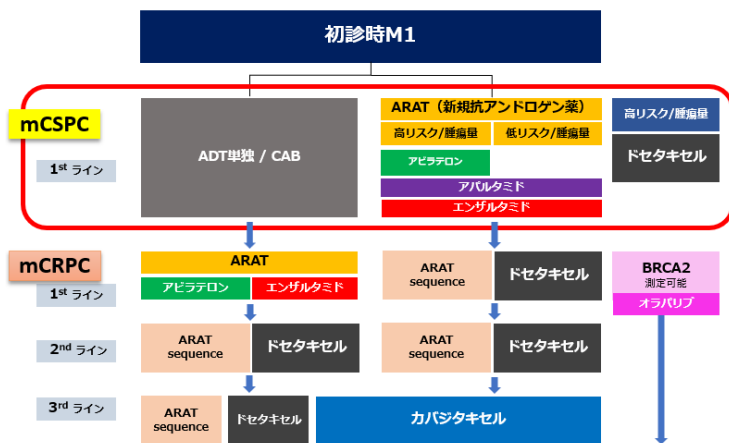 初診時M1
mCSPC
1st ライン
ADT単独 / CAB
ARAT（新規抗アンドロゲン薬）
高リスク/腫瘍量
低リスク/腫瘍量
アビラテロン
アパルタミド
エンザルタミド
高リスク/腫瘍量
ドセタキセル
mCRPC
1st ライン
ARAT
アビラテロン
エンザルタミド
ARAT
sequence
ドセタキセル
BRCA2
測定可能
オラパリブ
2nd ライン
ARAT
sequence
ドセタキセル
ARAT
sequence
ドセタキセル
3rd ライン
ARAT
sequence
ドセタキセル
カバジタキセル